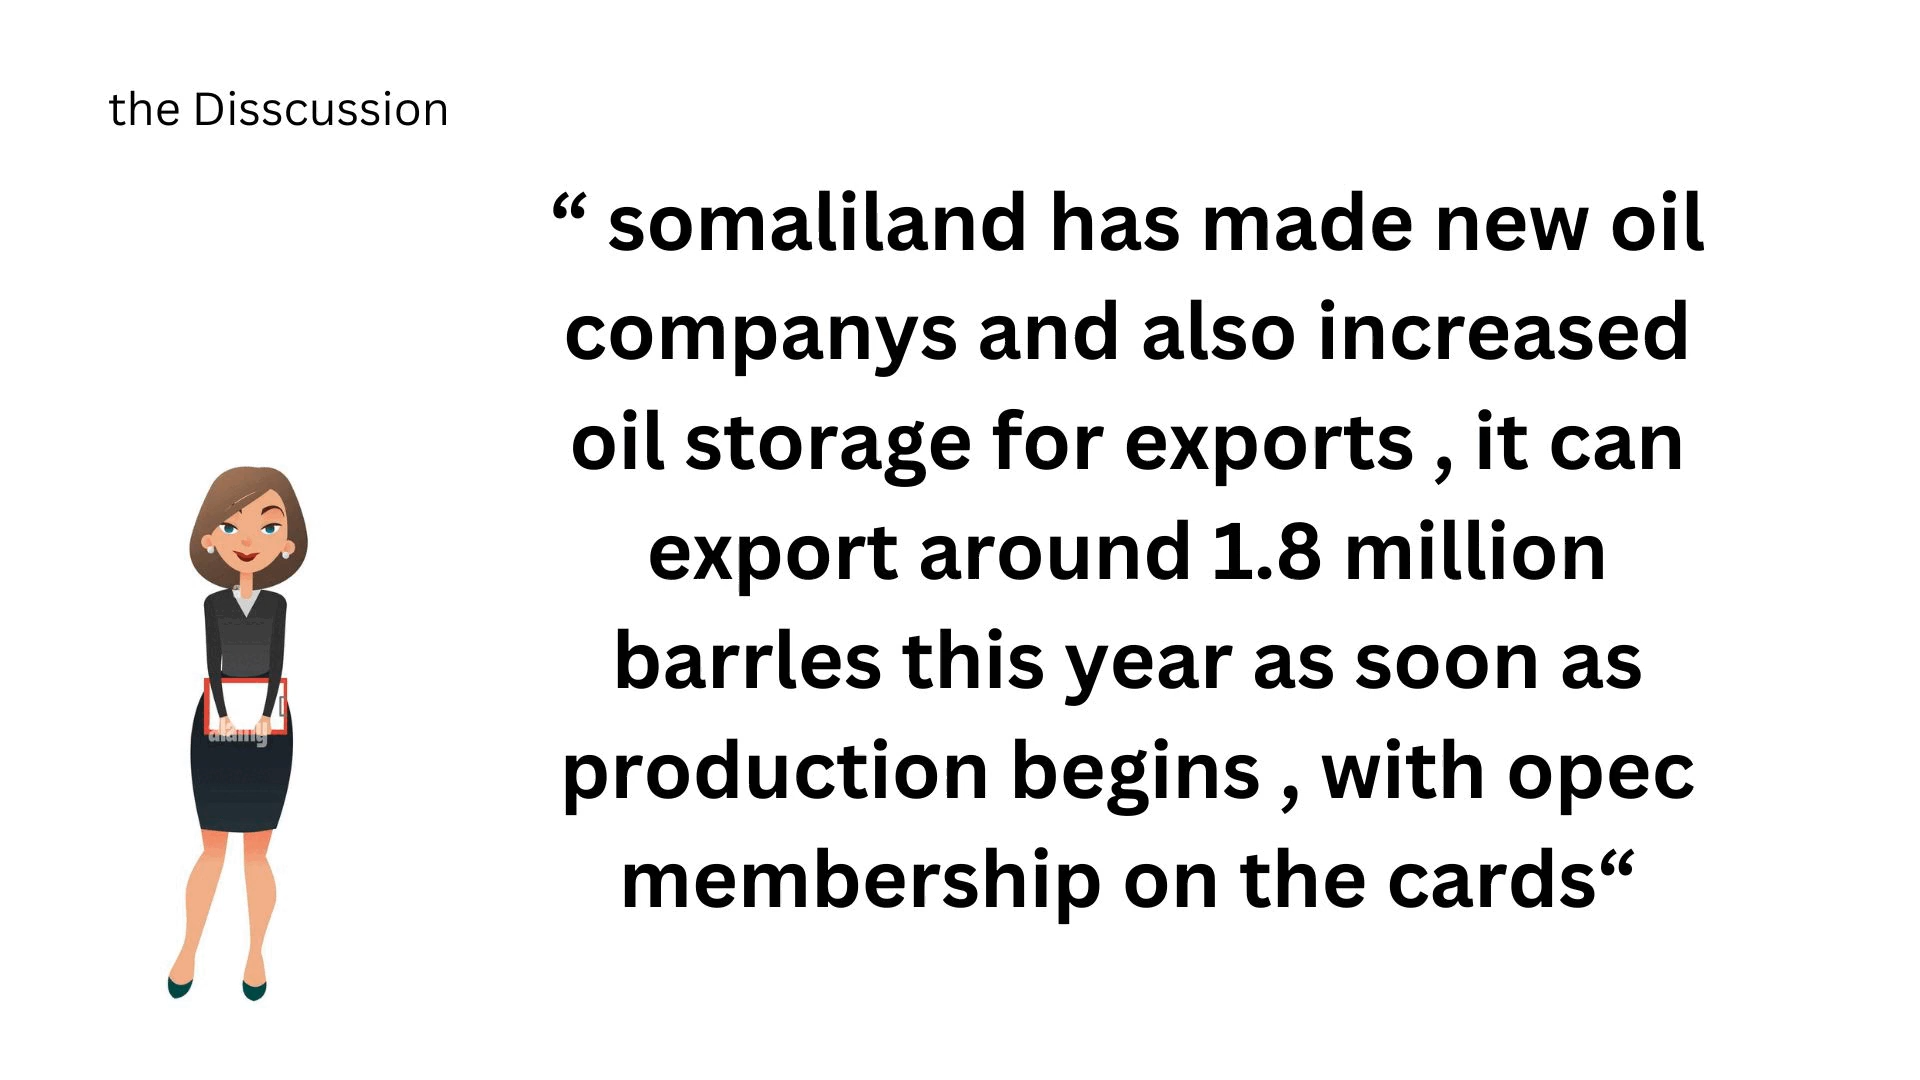 the Disscussion
“ somaliland has made new oil
companys and also increased
oil storage for exports , it can
export around 1.8 million
barrles this year as soon as
production begins , with opec
membership on the cards“
alamy